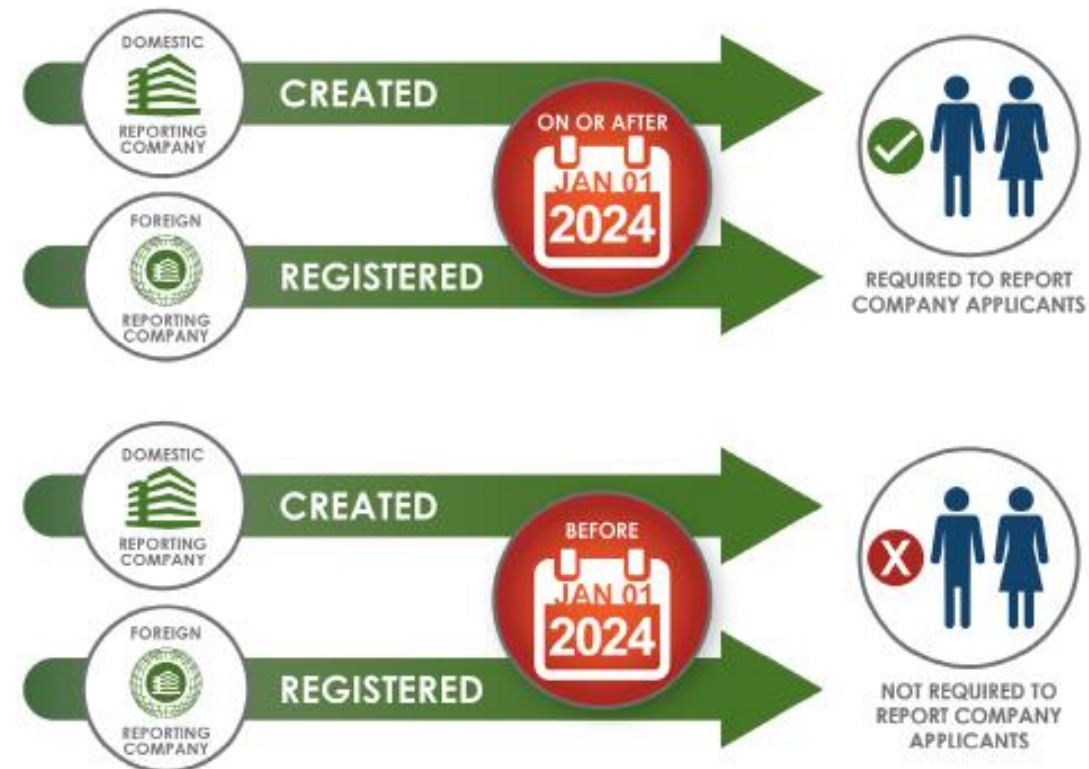 DOMESTIC
REPORTING
COMPANY
CREATED
ON OR AFTER
JAN 01
2024
FOREIGN
REPORTING
COMPANY
REGISTERED
REQUIRED TO REPORT
COMPANY APPLICANTS
DOMESTIC
REPORTING
COMPANY
CREATED
BEFORE
JAN 01
2024
FOREIGN
REPORTING
COMPANY
REGISTERED
NOT REQUIRED TO
REPORT COMPANY
APPLICANTS